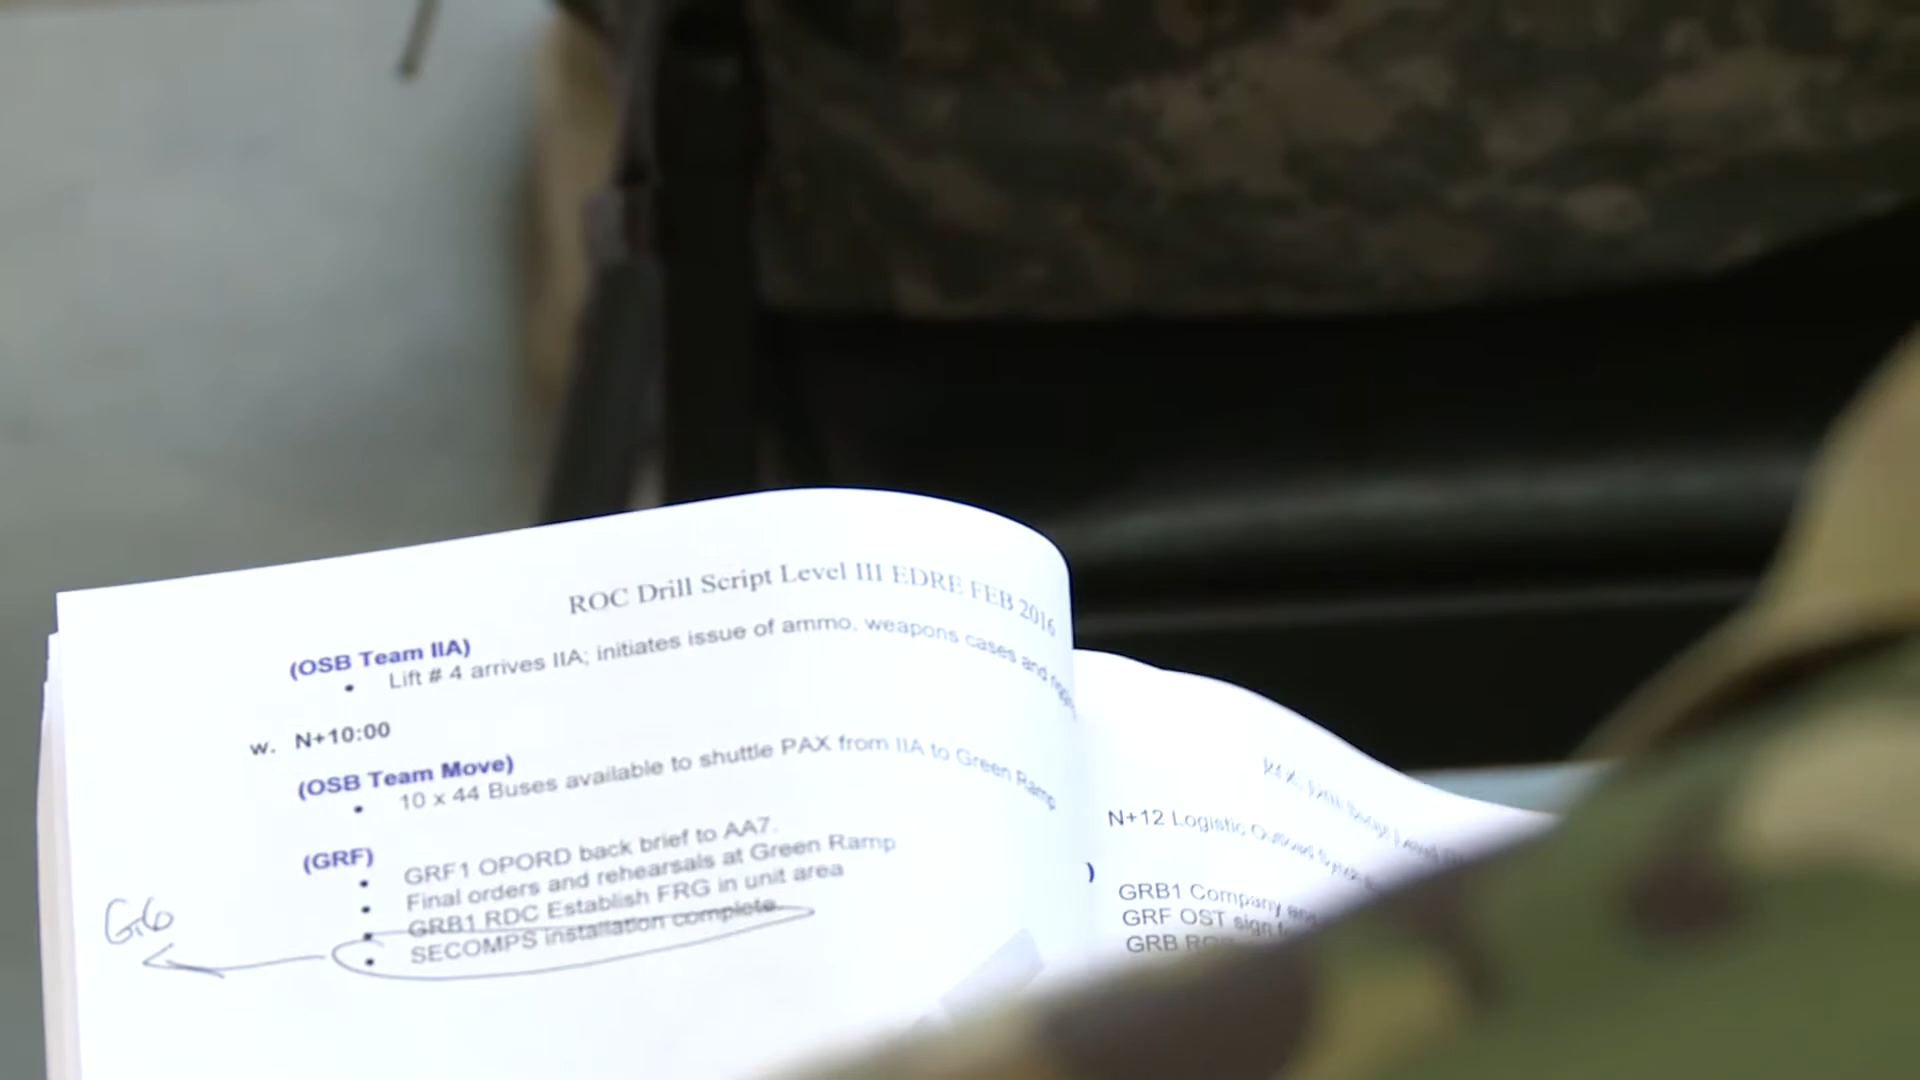 ROC Drill Script Level III EDRE FEB 2016
(OSB Team IIA)
• Lift # 4 arrives IIA; initiates issue of ammo, weapons cases and
w. N+10:00
(OSB Team Move)
• 10 x 44 Buses available to shuttle PAX from IIA to Green Ramp
(GRF)
• GRF1 OPORD back brief to AA7.
• Final orders and rehearsals at Green Ramp
• GRB1 RDC Establish FRG in unit area
• SECOMPS installation complete
G6
N+12 Logistic
)
GRB1 Company
GRF OST sign
GRB